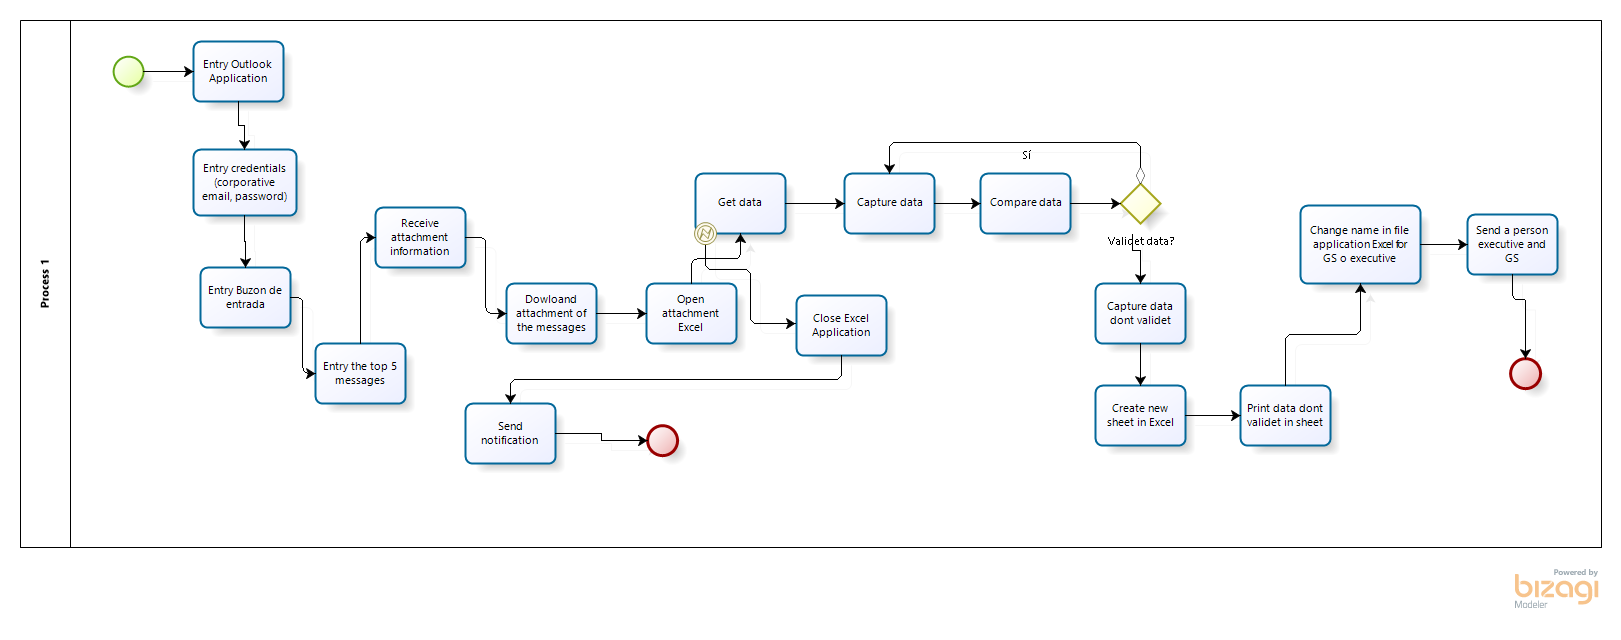 Process 1
Entry Outlook
Application
Entry credentials
(corporative
email, password)
Entry Buzon de
entrada
Entry the top 5
messages
Receive
attachment
information
Dowloand
attachment of
the messages
Open
attachment
Excel
Get data
Close Excel
Application
Send
notification
Capture data
Compare data
Sí
Validet data?
Capture data
dont validet
Create new
sheet in Excel
Print data dont
validet in sheet
Change name in file
application Excel for
GS o executive
Send a person
executive and
GS
Powered by
bizagi
Modeler